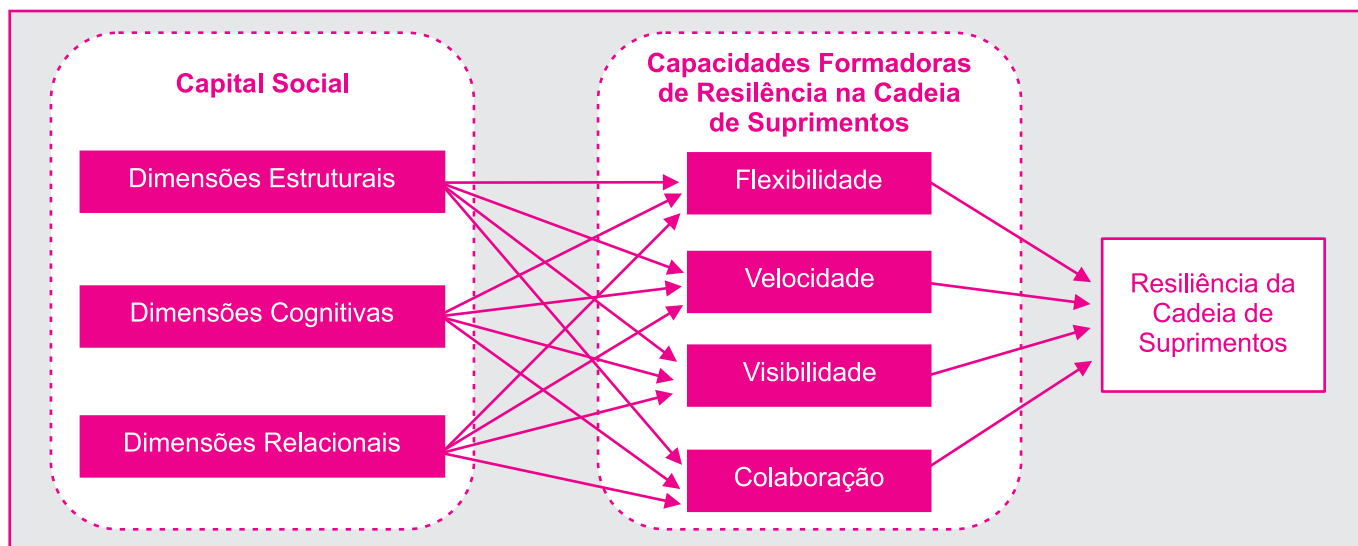 Capital Social
Dimensões Estruturais
Dimensões Cognitivas
Dimensões Relacionais
Capacidades Formadoras
de Resilência na Cadeia
de Suprimentos
Flexibilidade
Velocidade
Visibilidade
Colaboração
Resiliência da
Cadeia de
Suprimentos